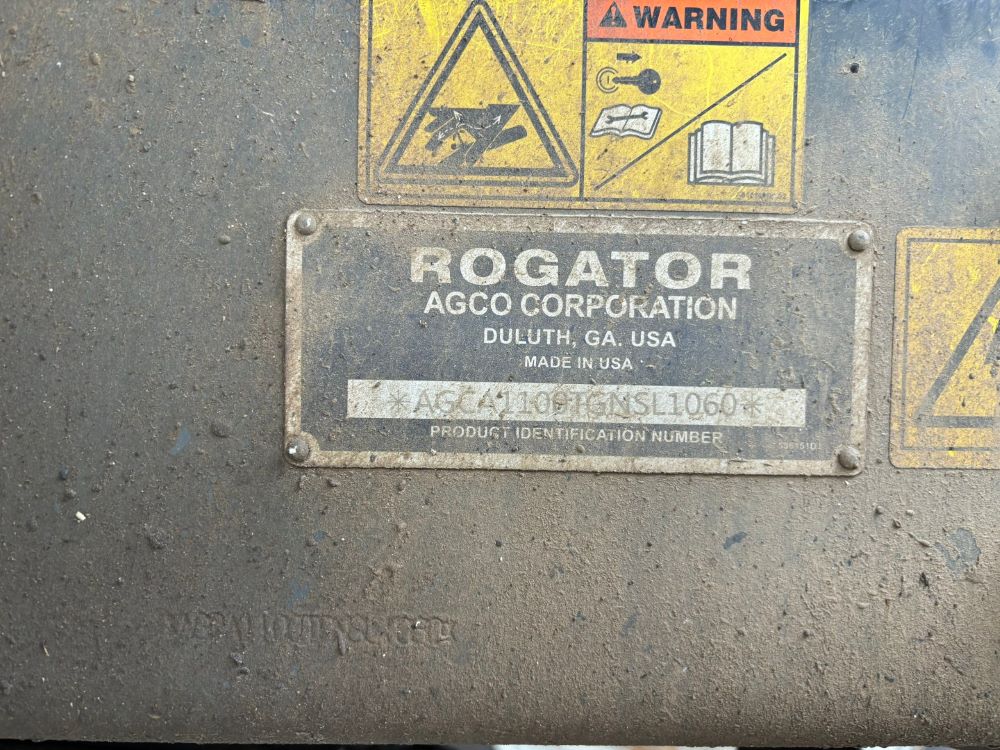 WARNING
ROGATOR
AGCO CORPORATION
DULUTH, GA. USA
MADE IN USA
*AGCA1100TGNSL1060*
PRODUCT IDENTIFICATION NUMBER